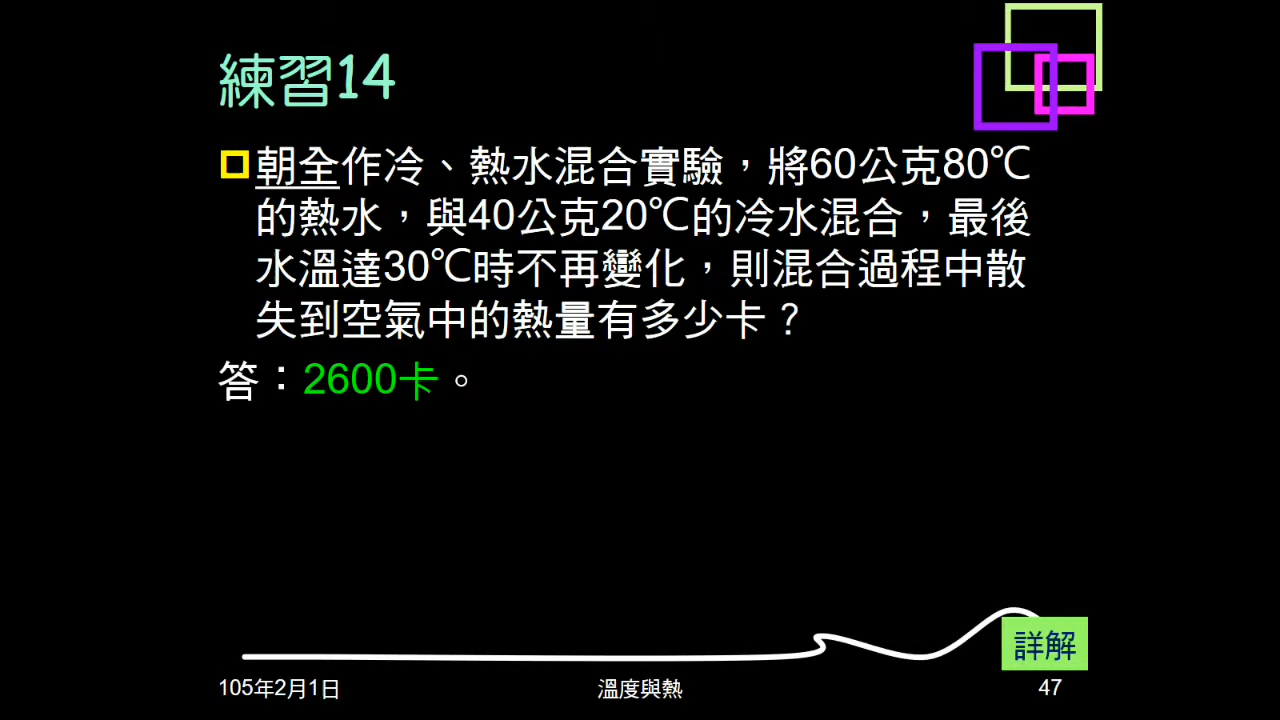 練習14
朝全作冷、熱水混合實驗，將60公克80℃
的熱水，與40公克20℃的冷水混合，最後
水溫達30℃時不再變化，則混合過程中散
失到空氣中的熱量有多少卡？
答：2600卡。
詳解
105年2月1日
溫度與熱
47